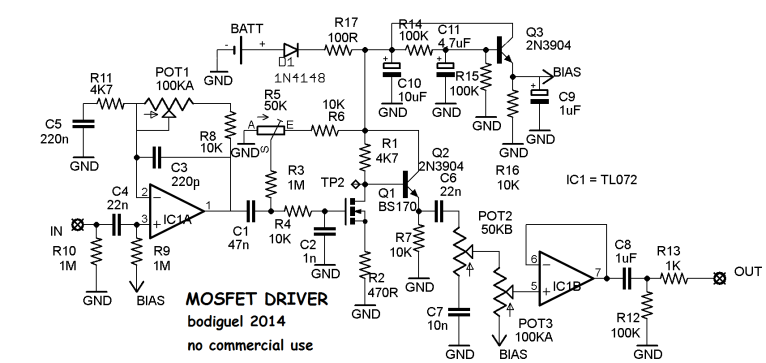 BATT
- +
GND
D1
1N4148
R17
100R
R14
100K
C11
4.7uF
Q3
2N3904
+
C10
10uF
GND
+
GND
R15
100K
GND
BIAS
+
C9
1uF
GND
R16
10K
GND
R11
4K7
POT1
100KA
C5
220n
GND
R8
10K
C3
220p
R5
50K
A E
S
GND
10K
R6
R1
4K7
Q2
2N3904
TP2
Q1
BS170
R3
1M
C4
22n
IN
R10
1M
GND
R9
1M
BIAS
2
-
3
+
1
IC1A
C1
47n
R4
10K
C2
1n
GND
R2
470R
GND
C6
22n
R7
10K
GND
POT2
50KB
C7
10n
GND
POT3
100KA
BIAS
IC1 = TL072
6
-
5
+
7
IC1B
C8
1uF
R13
1K
OUT
R12
100K
GND
MOSFET DRIVER
bodiguel 2014
no commercial use